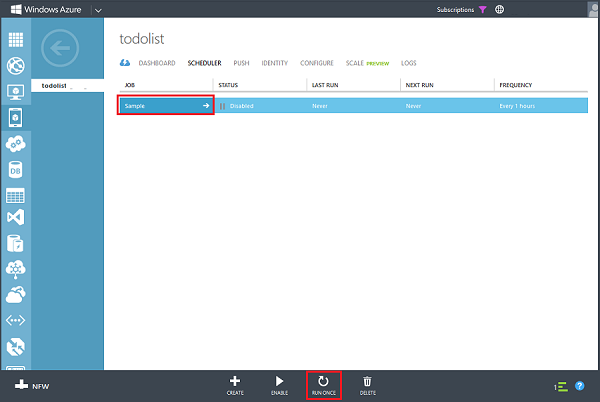 Windows Azure
Subscriptions
todolist
DASHBOARD SCHEDULER PUSH IDENTITY CONFIGURE SCALE PREVIEW LOGS
todolist
JOB STATUS LAST RUN NEXT RUN FREQUENCY
Sample Disabled Never Never Every 1 hours
DB
NEW
CREATE ENABLE RUN ONCE DELETE
1 ?